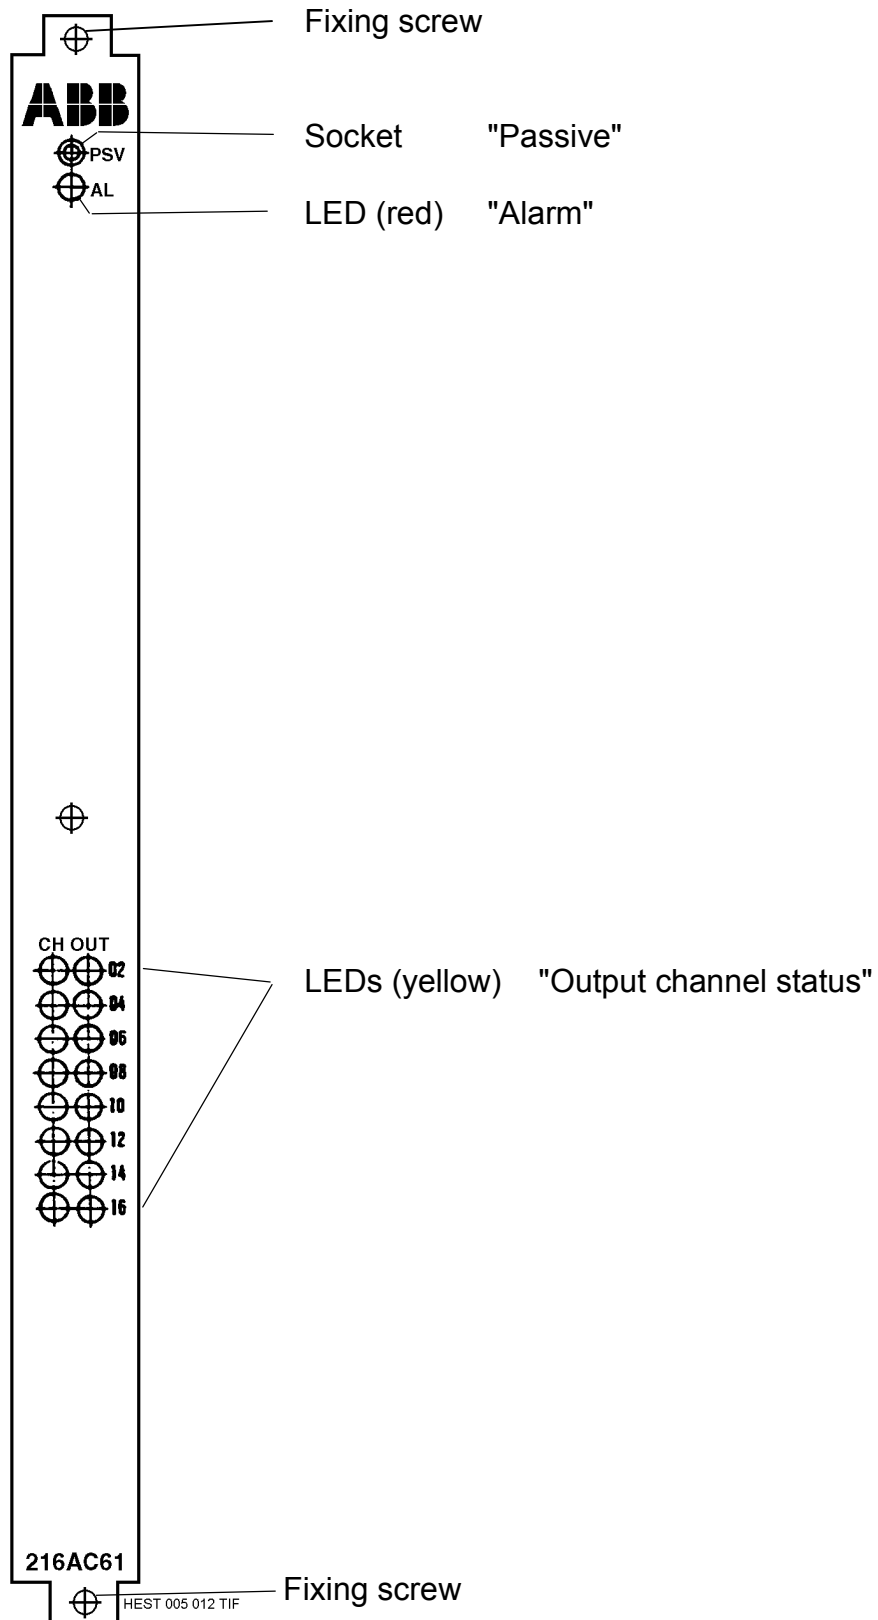 Fixing screw
ABB
Socket "Passive"
PSV
AL
LED (red) "Alarm"
CH OUT
02
LEDs (yellow) "Output channel status"
04
06
08
10
12
14
16
216AC61
Fixing screw
HEST 005 012 TIF